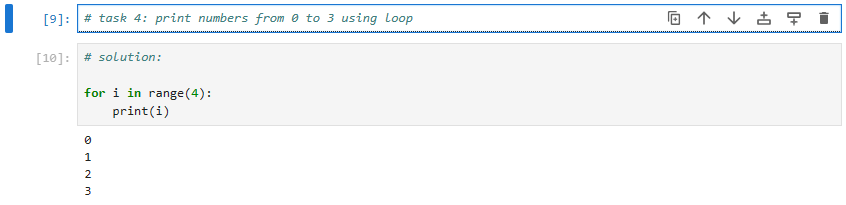 [9]: # task 4: print numbers from 0 to 3 using loop
[10]: # solution:
for i in range(4):
    print(i)
0
1
2
3